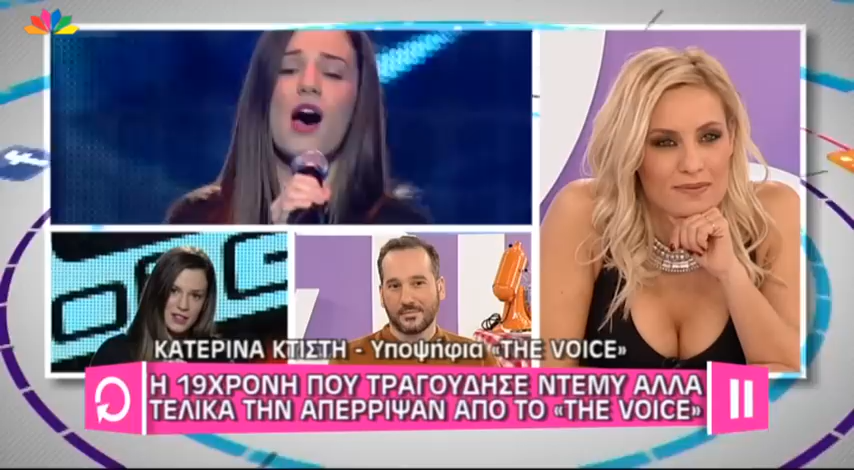 ΚΑΤΕΡΙΝΑ ΚΤΙΣΤΗ - Υποψήφια «THE VOICE»
Η 19ΧΡΟΝΗ ΠΟΥ ΤΡΑΓΟΥΔΗΣΕ ΝΤΕΜΥ ΑΛΛΑ
ΤΕΛΙΚΑ ΤΗΝ ΑΠΕΡΡΙΨΑΝ ΑΠΟ ΤΟ «THE VOICE»